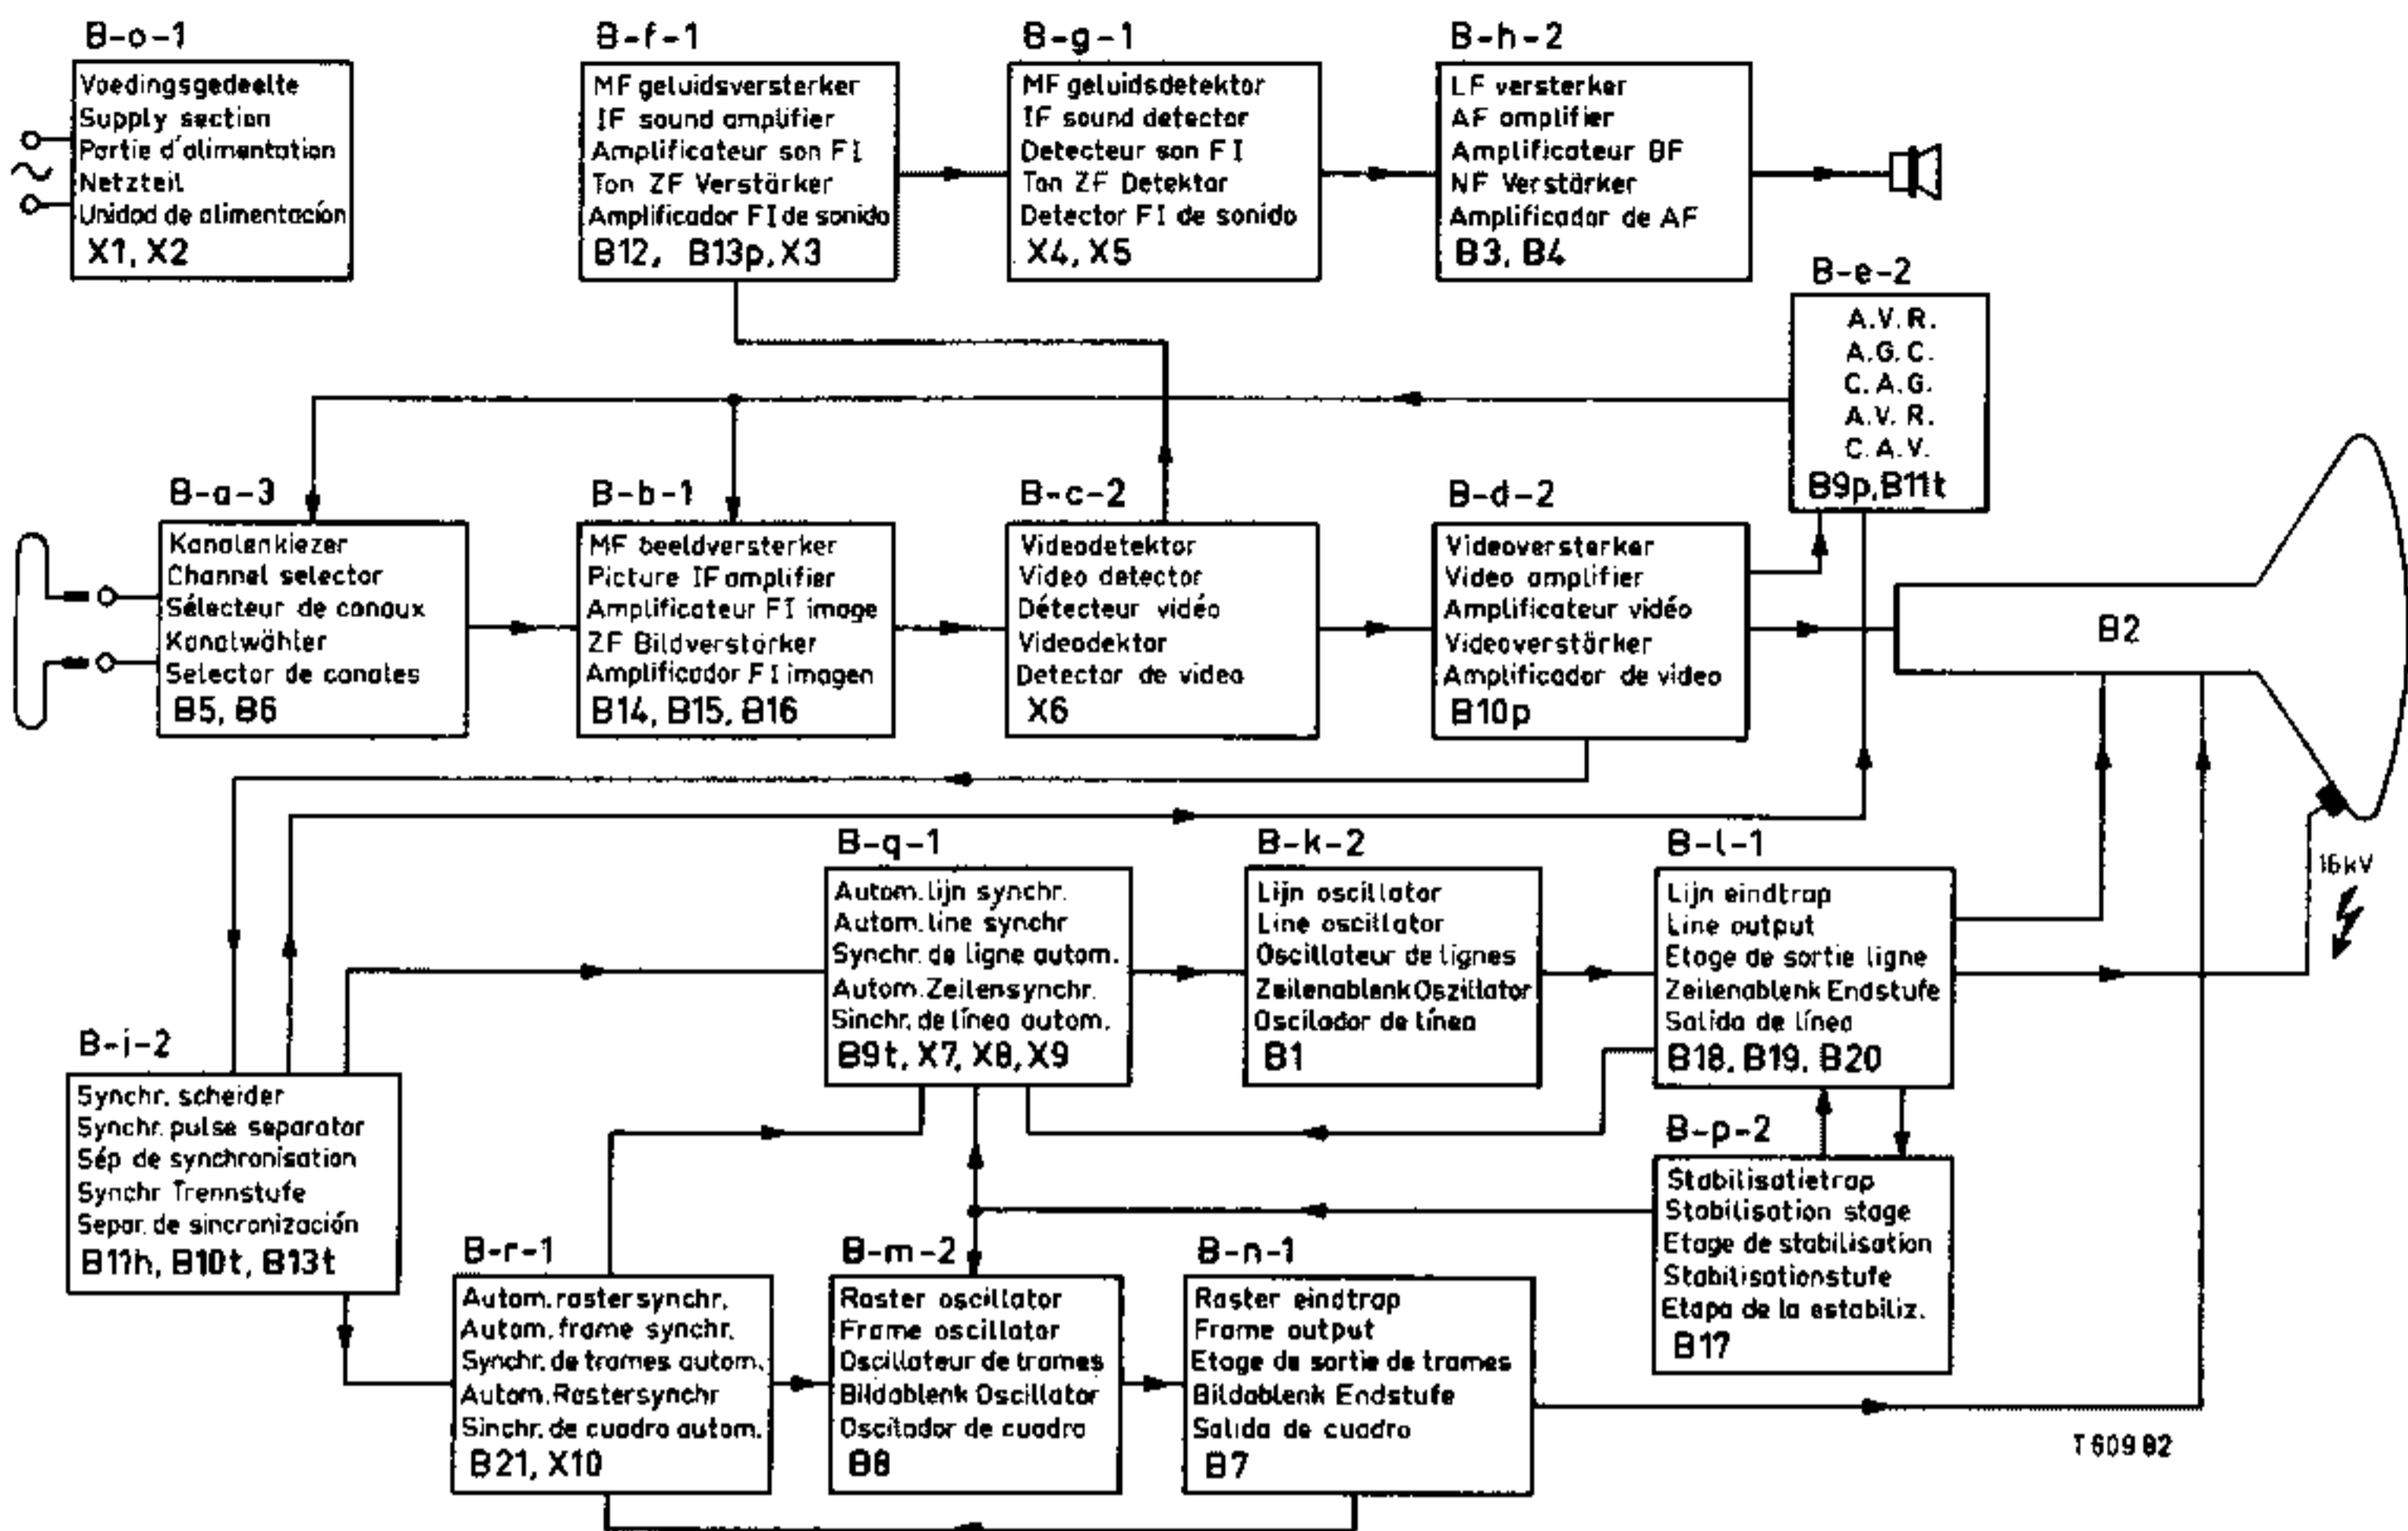 B-o-1
Voedingsgedeelte
Supply section
Partie d'alimentation
Netzteil
Unidad de alimentación
X1, X2
B-f-1
MF geluidsversterker
IF sound amplifier
Amplificateur son FI
Ton ZF Verstärker
Amplificador FI de sonido
B12, B13p, X3
B-g-1
MF geluidsdetektor
IF sound detector
Detecteur son FI
Ton ZF Detektor
Detector FI de sonido
X4, X5
B-h-2
LF versterker
AF amplifier
Amplificateur BF
NF Verstärker
Amplificador de AF
B3, B4
B-e-2
A.V.R.
A.G.C.
C.A.G.
A.V.R.
C.A.V.
B9p, B11t
B-a-3
Kanalenkiezer
Channel selector
Sélecteur de canaux
Kanalwähler
Selector de canales
B5, B6
B-b-1
MF beeldversterker
Picture IF amplifier
Amplificateur FI image
ZF Bildverstärker
Amplificador FI imagen
B14, B15, B16
B-c-2
Videodetektor
Video detector
Détecteur vidéo
Videodektor
Detector de video
X6
B-d-2
Videoversterker
Video amplifier
Amplificateur vidéo
Videoverstärker
Amplificador de video
B10p
B2
16kV
B-q-1
Autom. lijn synchr.
Autom. line synchr
Synchr. de ligne autom.
Autom. Zeilensynchr.
Sinchr. de línea autom.
B9t, X7, X8, X9
B-k-2
Lijn oscillator
Line oscillator
Oscillateur de lignes
Zeilenablenk Oszillator
Oscilador de línea
B1
B-l-1
Lijn eindtrap
Line output
Etage de sortie ligne
Zeilenablenk Endstufe
Salida de línea
B18, B19, B20
B-j-2
Synchr. scheider
Synchr. pulse separator
Sép de synchronisation
Synchr Trennstufe
Separ. de sincronización
B11h, B10t, B13t
B-p-2
Stabilisatietrap
Stabilisation stage
Etage de stabilisation
Stabilisationstufe
Etapa de la estabiliz.
B17
B-r-1
Autom. rastersynchr.
Autom. frame synchr.
Synchr. de trames autom.
Autom. Rastersynchr
Sinchr. de cuadro autom.
B21, X10
B-m-2
Raster oscillator
Frame oscillator
Oscillateur de trames
Bildablenk Oscillator
Oscilador de cuadro
B8
B-n-1
Raster eindtrap
Frame output
Etage de sortie de trames
Bildablenk Endstufe
Salida de cuadro
B7
T60982